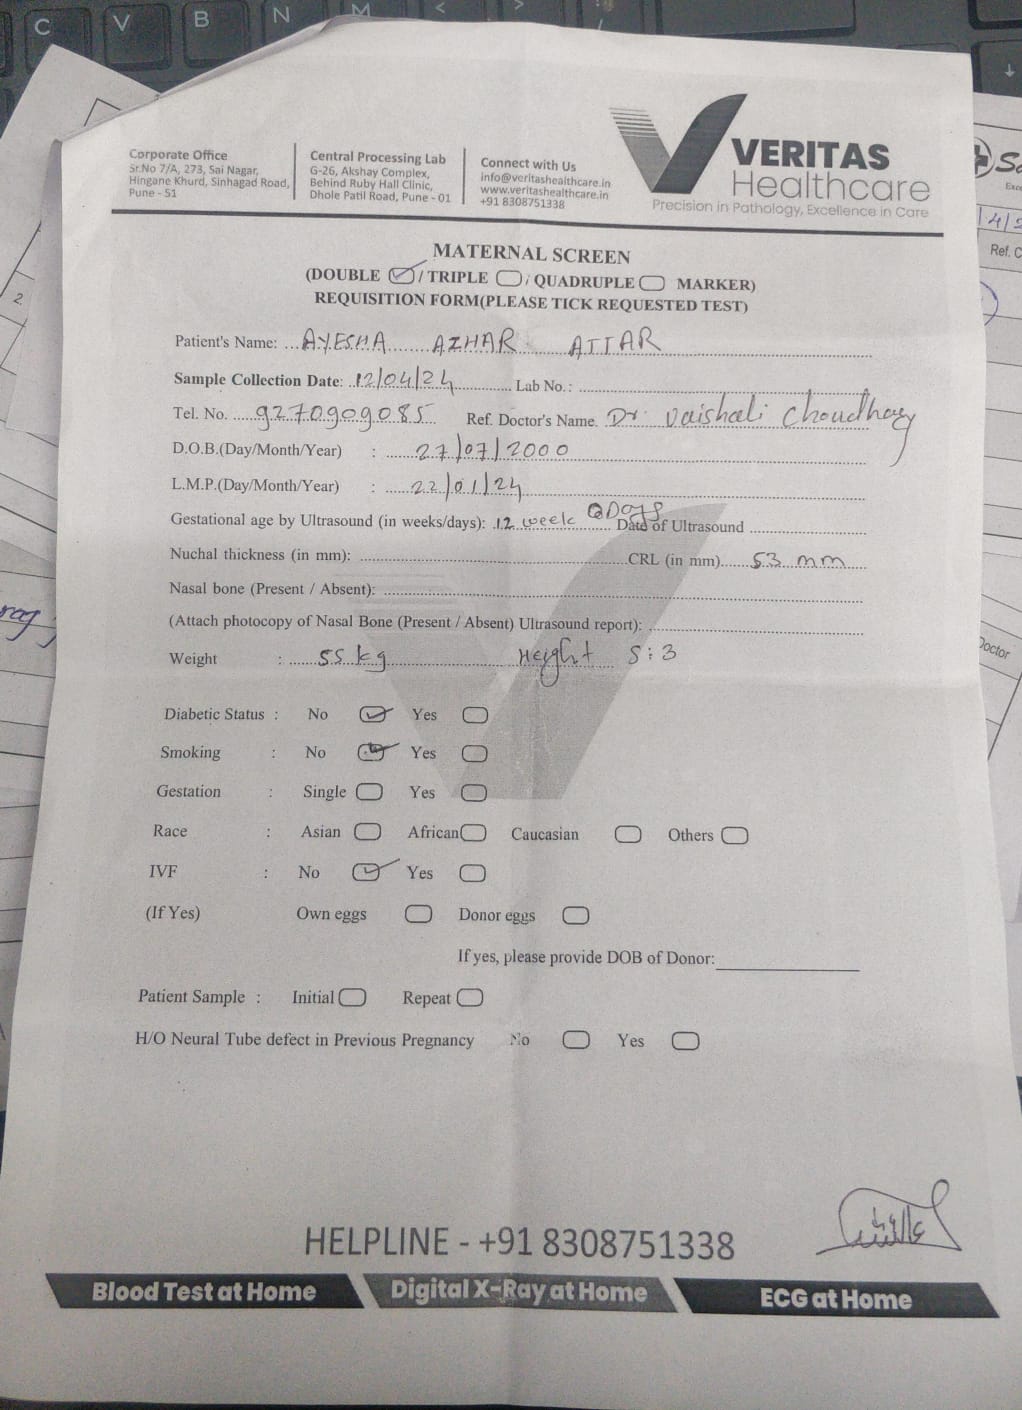 C V B N M < > /
Corporate Office
Sr.No 7/A, 273, Sai Nagar,
Hingane Khurd, Sinhagad Road,
Pune - 51
Central Processing Lab
G-26, Akshay Complex,
Behind Ruby Hall Clinic,
Dhole Patil Road, Pune - 01
Connect with Us
info@veritashealthcare.in
www.veritashealthcare.in
+91 8308751338
VERITAS
Healthcare
Precision in Pathology, Excellence in Care
MATERNAL SCREEN
(DOUBLE / TRIPLE / QUADRUPLE MARKER)
REQUISITION FORM(PLEASE TICK REQUESTED TEST)
Patient's Name: AYESHA AZHAR ATTAR
Sample Collection Date: 12/04/24 Lab No.:
Tel. No. 9270909085 Ref. Doctor's Name. Dr. Vaishali Choudhary
D.O.B.(Day/Month/Year) : 27/07/2000
L.M.P.(Day/Month/Year) : 22/01/24
Gestational age by Ultrasound (in weeks/days): 12 week Days Date of Ultrasound
Nuchal thickness (in mm): CRL (in mm) 53 mm
Nasal bone (Present / Absent):
(Attach photocopy of Nasal Bone (Present / Absent) Ultrasound report):
Weight : 55 kg Height 5:3
Diabetic Status : No Yes
Smoking : No Yes
Gestation : Single Yes
Race : Asian African Caucasian Others
IVF : No Yes
(If Yes) Own eggs Donor eggs
If yes, please provide DOB of Donor:
Patient Sample : Initial Repeat
H/O Neural Tube defect in Previous Pregnancy No Yes
HELPLINE - +91 8308751338
Blood Test at Home Digital X-Ray at Home ECG at Home
2.
Ref. C
Doctor